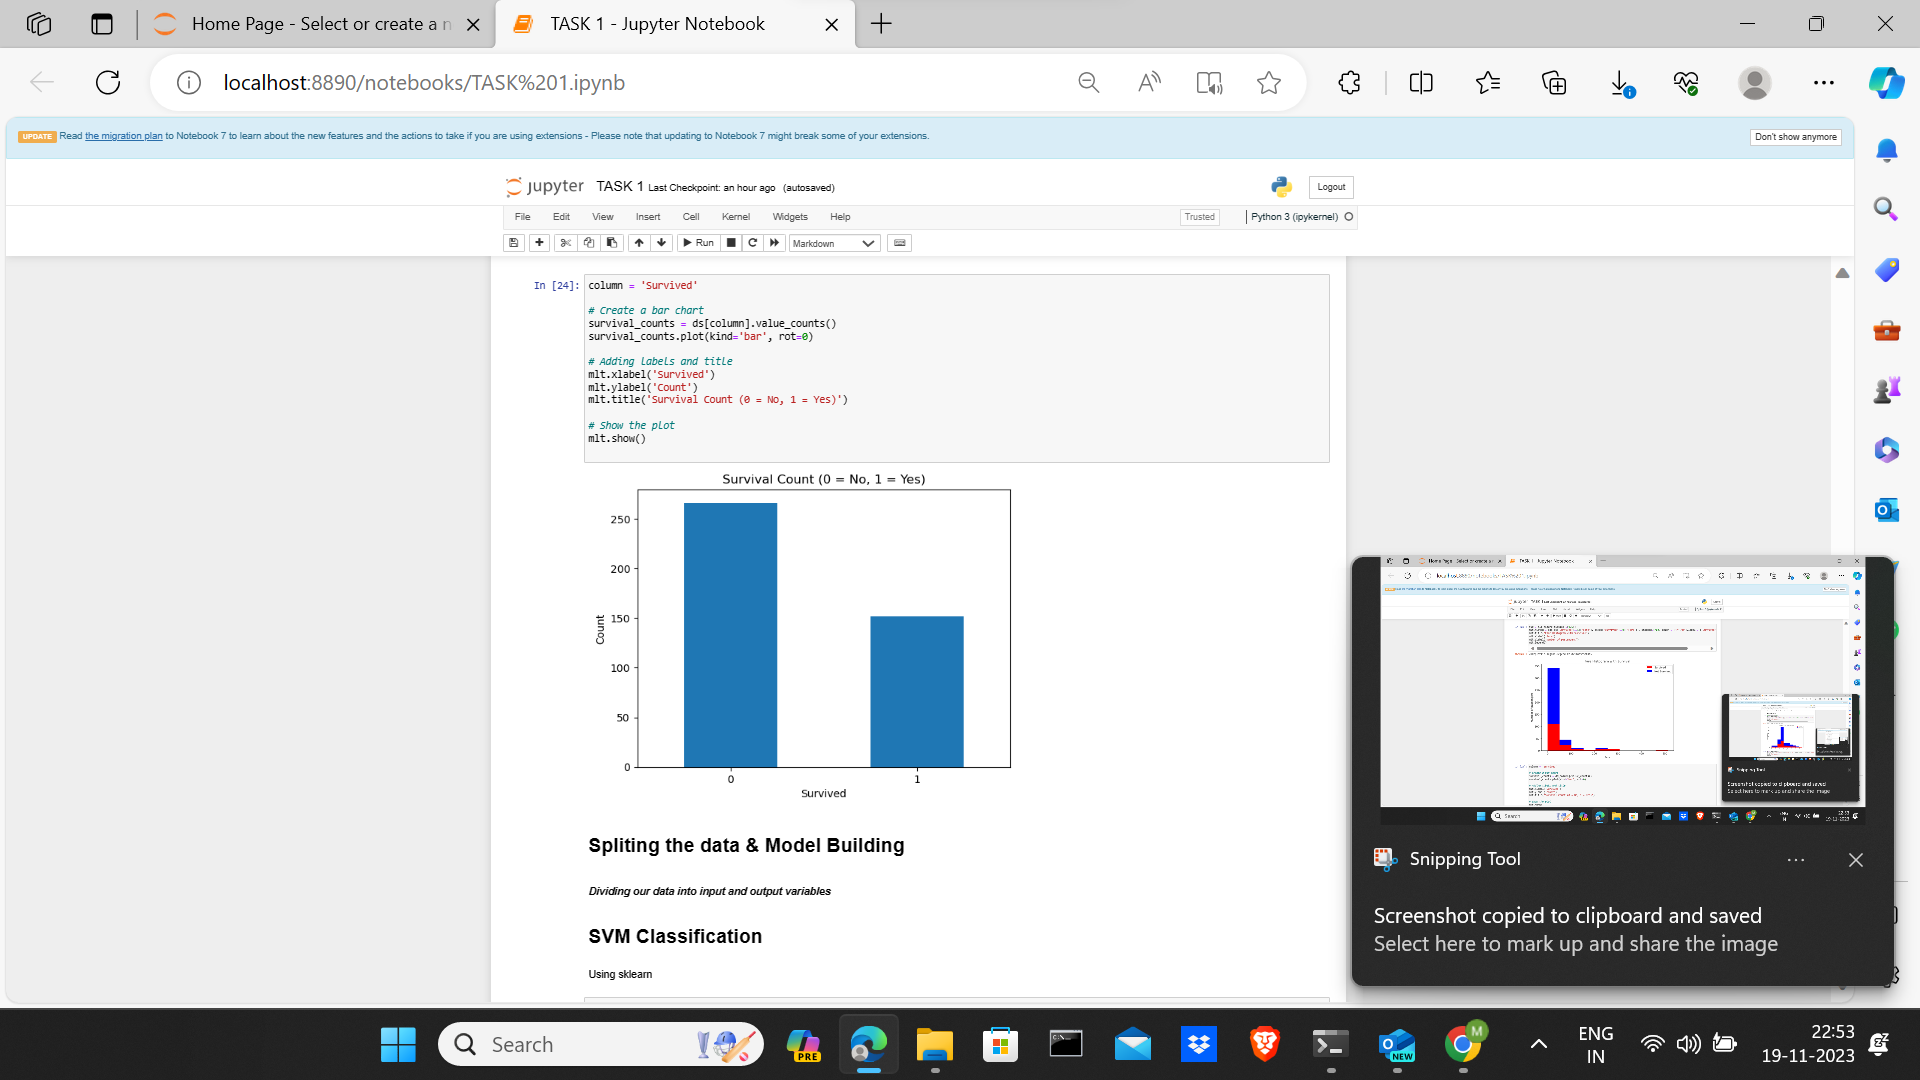 Home Page - Select or create a n
TASK 1 - Jupyter Notebook
localhost:8890/notebooks/TASK%201.ipynb
UPDATE Read the migration plan to Notebook 7 to learn about the new features and the actions to take if you are using extensions - Please note that updating to Notebook 7 might break some of your extensions.
Don't show anymore
jupyter TASK 1 Last Checkpoint: an hour ago (autosaved)
Logout
File Edit View Insert Cell Kernel Widgets Help
Trusted
Python 3 (ipykernel)
Run
Markdown
In [24]: column = 'Survived'
# Create a bar chart
survival_counts = ds[column].value_counts()
survival_counts.plot(kind='bar', rot=0)
# Adding labels and title
mlt.xlabel('Survived')
mlt.ylabel('Count')
mlt.title('Survival Count (0 = No, 1 = Yes)')
# Show the plot
mlt.show()
Survival Count (0 = No, 1 = Yes)
250
200
150
100
50
0
Count
0 1
Survived
Spliting the data & Model Building
Dividing our data into input and output variables
SVM Classification
Using sklearn
Snipping Tool
Screenshot copied to clipboard and saved
Select here to mark up and share the image
Search
PRE
NEW
M
ENG
IN
22:53
19-11-2023